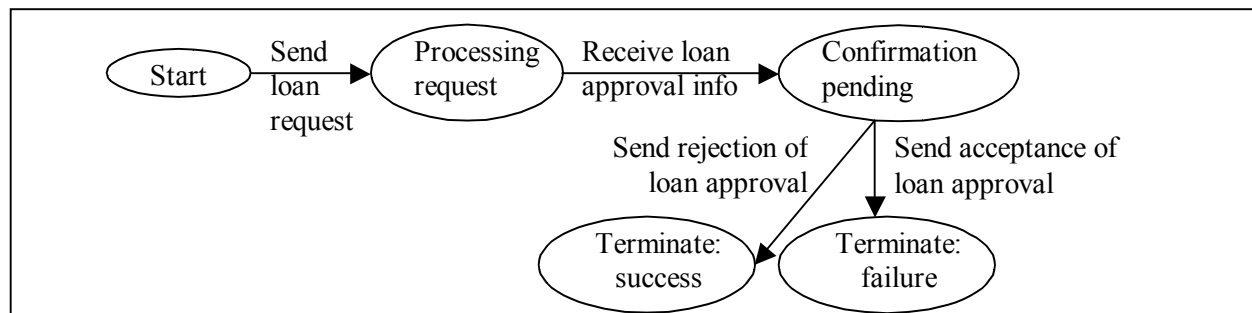 Start
Send
loan
request
Processing
request
Receive loan
approval info
Confirmation
pending
Send rejection of
loan approval
Send acceptance of
loan approval
Terminate:
success
Terminate:
failure